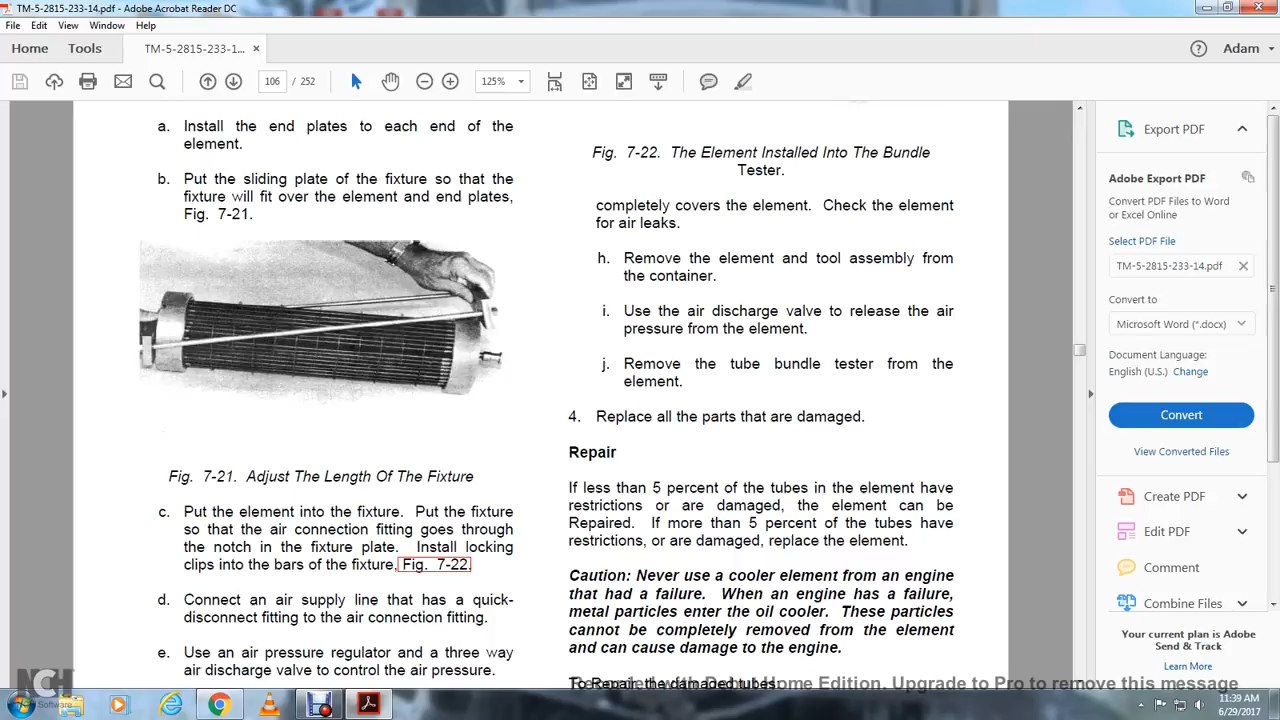 TM-5-2815-233-14.pdf - Adobe Acrobat Reader DC
File Edit View Window Help
Home Tools TM-5-2815-233-1... × Adam
106 / 252 125%
a. Install the end plates to each end of the
element.
b. Put the sliding plate of the fixture so that the
fixture will fit over the element and end plates,
Fig. 7-21.
Fig. 7-21. Adjust The Length Of The Fixture
c. Put the element into the fixture. Put the fixture
so that the air connection fitting goes through
the notch in the fixture plate. Install locking
clips into the bars of the fixture, Fig. 7-22.
d. Connect an air supply line that has a quick-
disconnect fitting to the air connection fitting.
e. Use an air pressure regulator and a three way
air discharge valve to control the air pressure.
Fig. 7-22. The Element Installed Into The Bundle
Tester.
completely covers the element. Check the element
for air leaks.
h. Remove the element and tool assembly from
the container.
i. Use the air discharge valve to release the air
pressure from the element.
j. Remove the tube bundle tester from the
element.
4. Replace all the parts that are damaged.
Repair
If less than 5 percent of the tubes in the element have
restrictions or are damaged, the element can be
Repaired. If more than 5 percent of the tubes have
restrictions, or are damaged, replace the element.
Caution: Never use a cooler element from an engine
that had a failure. When an engine has a failure,
metal particles enter the oil cooler. These particles
cannot be completely removed from the element
and can cause damage to the engine.
To Repair the damaged tubes:
Export PDF
Adobe Export PDF
Convert PDF Files to Word
or Excel Online
Select PDF File
TM-5-2815-233-14.pdf
Convert to
Microsoft Word (*.docx)
Document Language:
English (U.S.) Change
Convert
View Converted Files
Create PDF
Edit PDF
Comment
Combine Files
Your current plan is Adobe
Send & Track
Learn More
NCH
Software
Home Edition. Upgrade to Pro to remove this message
11:39 AM
6/29/2017